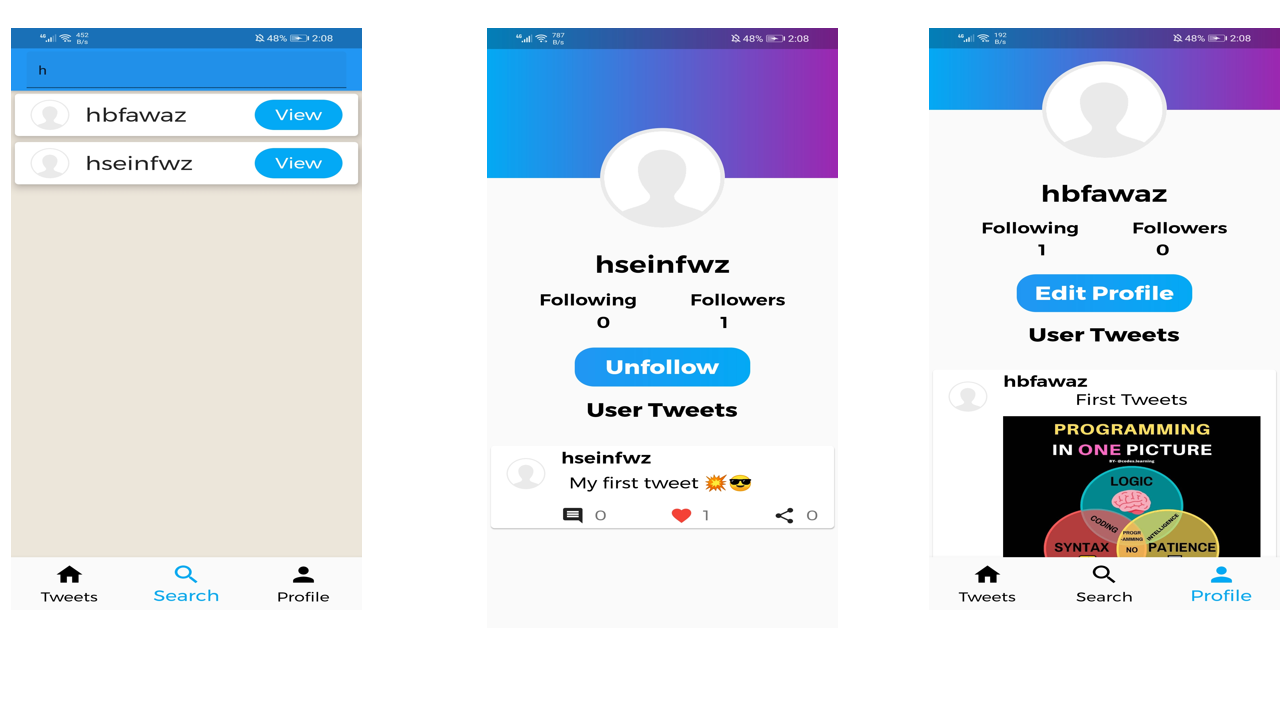 4G 452 B/s 48% 2:08
h
hbfawaz View
hseinfwz View
Tweets Search Profile
4G 787 B/s 48% 2:08
hseinfwz
Following Followers
0 1
Unfollow
User Tweets
hseinfwz
My first tweet 💥😎
0 1 0
4G 192 B/s 48% 2:08
hbfawaz
Following Followers
1 0
Edit Profile
User Tweets
hbfawaz
First Tweets
PROGRAMMING
IN ONE PICTURE
BY- @codes.learning
LOGIC
CODING INTELLIGENCE
PROGR
-AMMING
SYNTAX NO PATIENCE
Tweets Search Profile